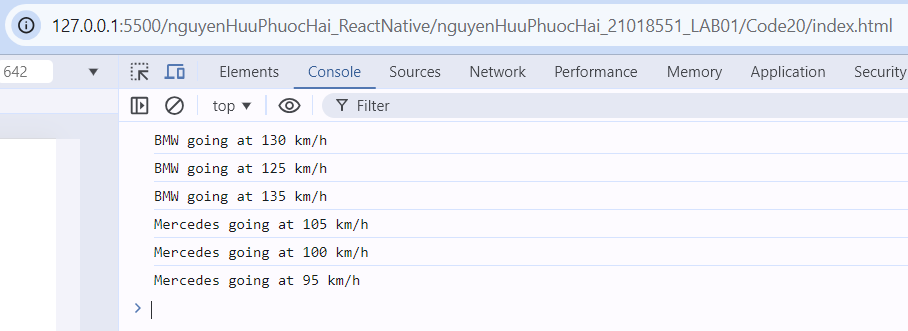 127.0.0.1:5500/nguyenHuuPhuocHai_ReactNative/nguyenHuuPhuocHai_21018551_LAB01/Code20/index.html
642 Elements Console Sources Network Performance Memory Application Security
top Filter
BMW going at 130 km/h
BMW going at 125 km/h
BMW going at 135 km/h
Mercedes going at 105 km/h
Mercedes going at 100 km/h
Mercedes going at 95 km/h